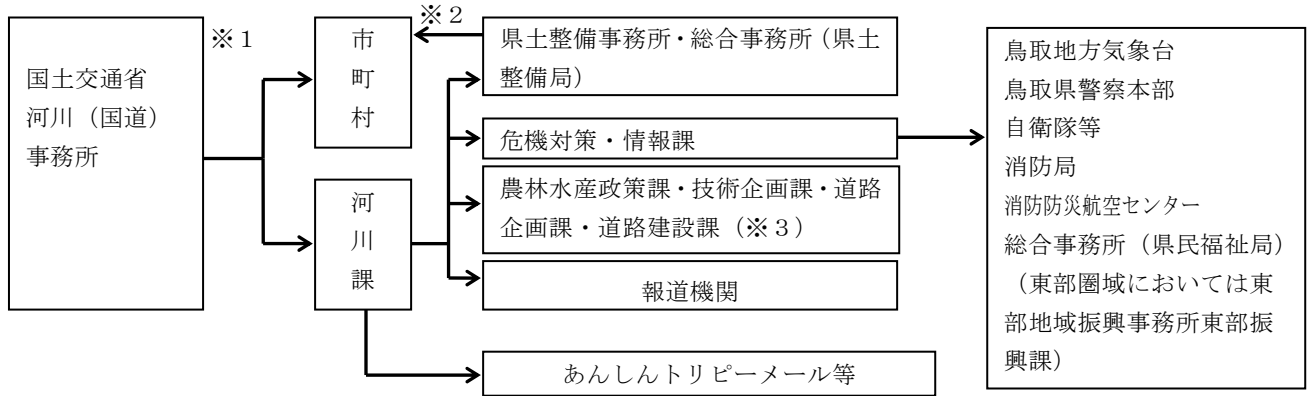 国土交通省
河川（国道）
事務所
※１
市
町
村
※２
県土整備事務所・総合事務所（県土
整備局）
危機対策・情報課
農林水産政策課・技術企画課・道路
企画課・道路建設課（※３）
河
川
課
報道機関
あんしんトリピーメール等
鳥取地方気象台
鳥取県警察本部
自衛隊等
消防局
消防防災航空センター
総合事務所（県民福祉局）
（東部圏域においては東
部地域振興事務所東部振
興課）